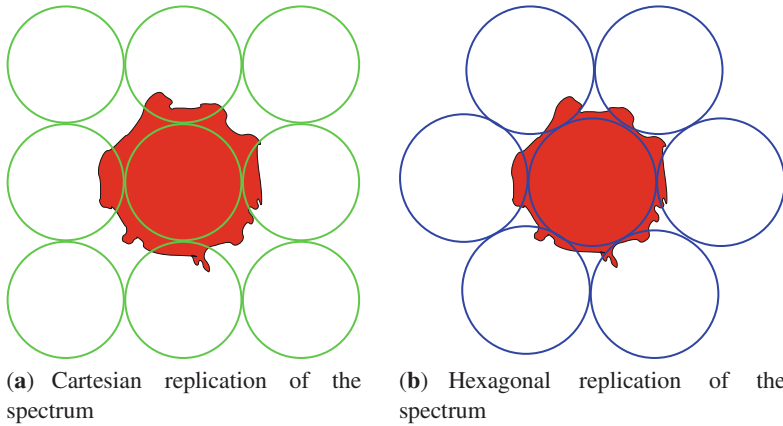 (a) Cartesian replication of the
spectrum
(b) Hexagonal replication of the
spectrum